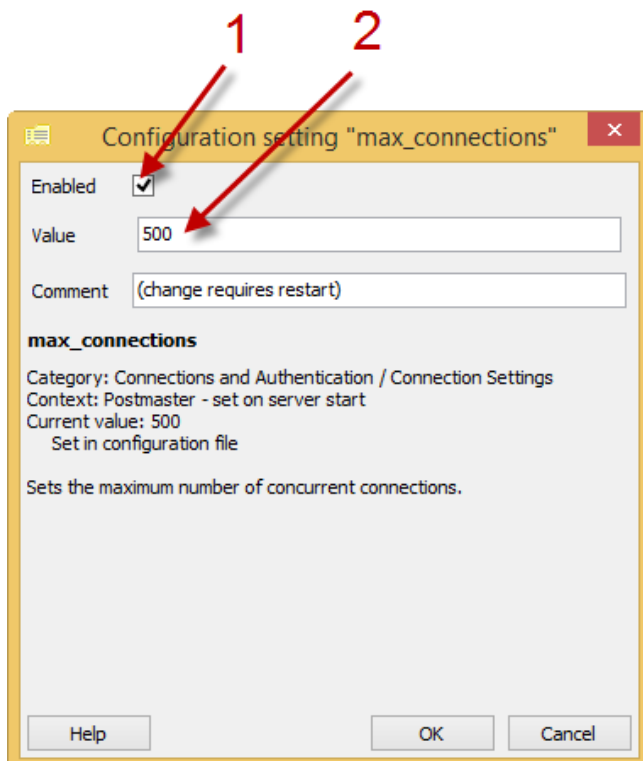 1 2
Configuration setting "max_connections"
Enabled
Value 500
Comment (change requires restart)
max_connections
Category: Connections and Authentication / Connection Settings
Context: Postmaster - set on server start
Current value: 500
Set in configuration file
Sets the maximum number of concurrent connections.
Help OK Cancel